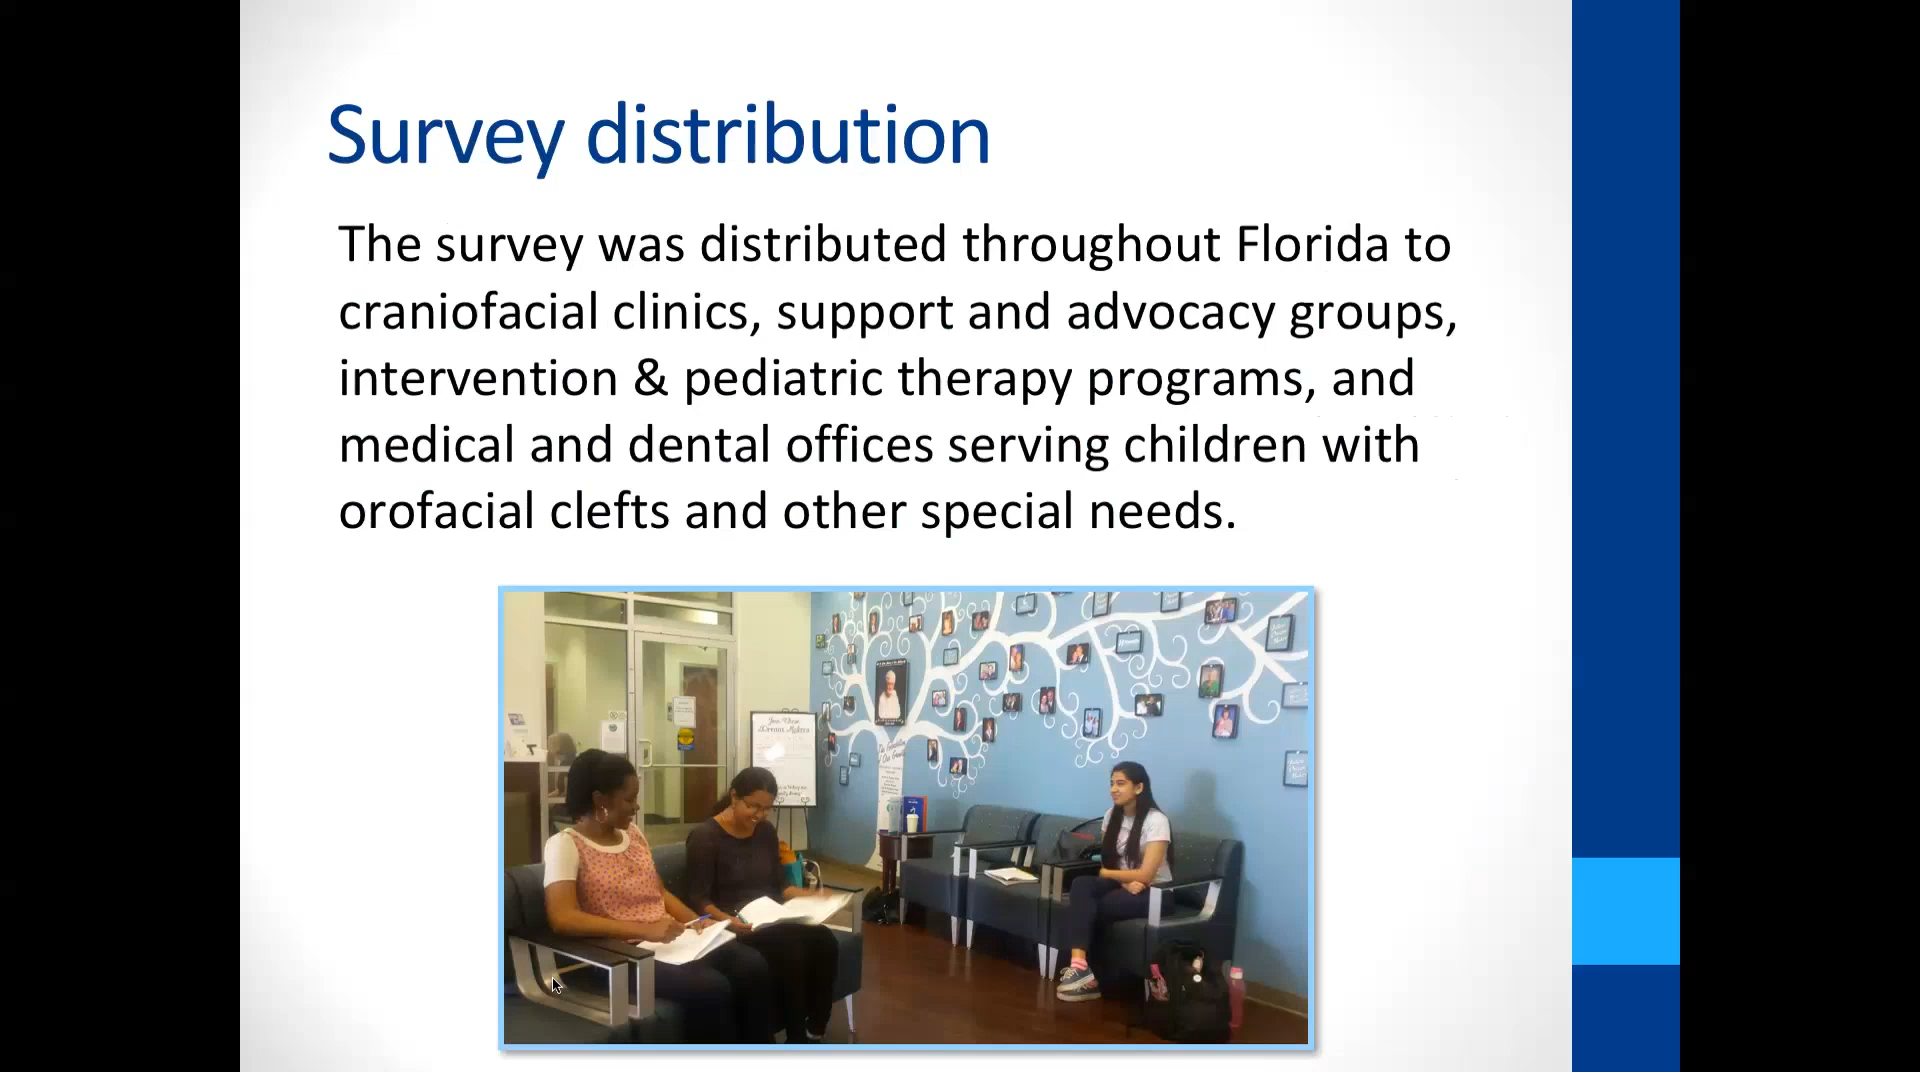 Survey distribution
The survey was distributed throughout Florida to
craniofacial clinics, support and advocacy groups,
intervention & pediatric therapy programs, and
medical and dental offices serving children with
orofacial clefts and other special needs.